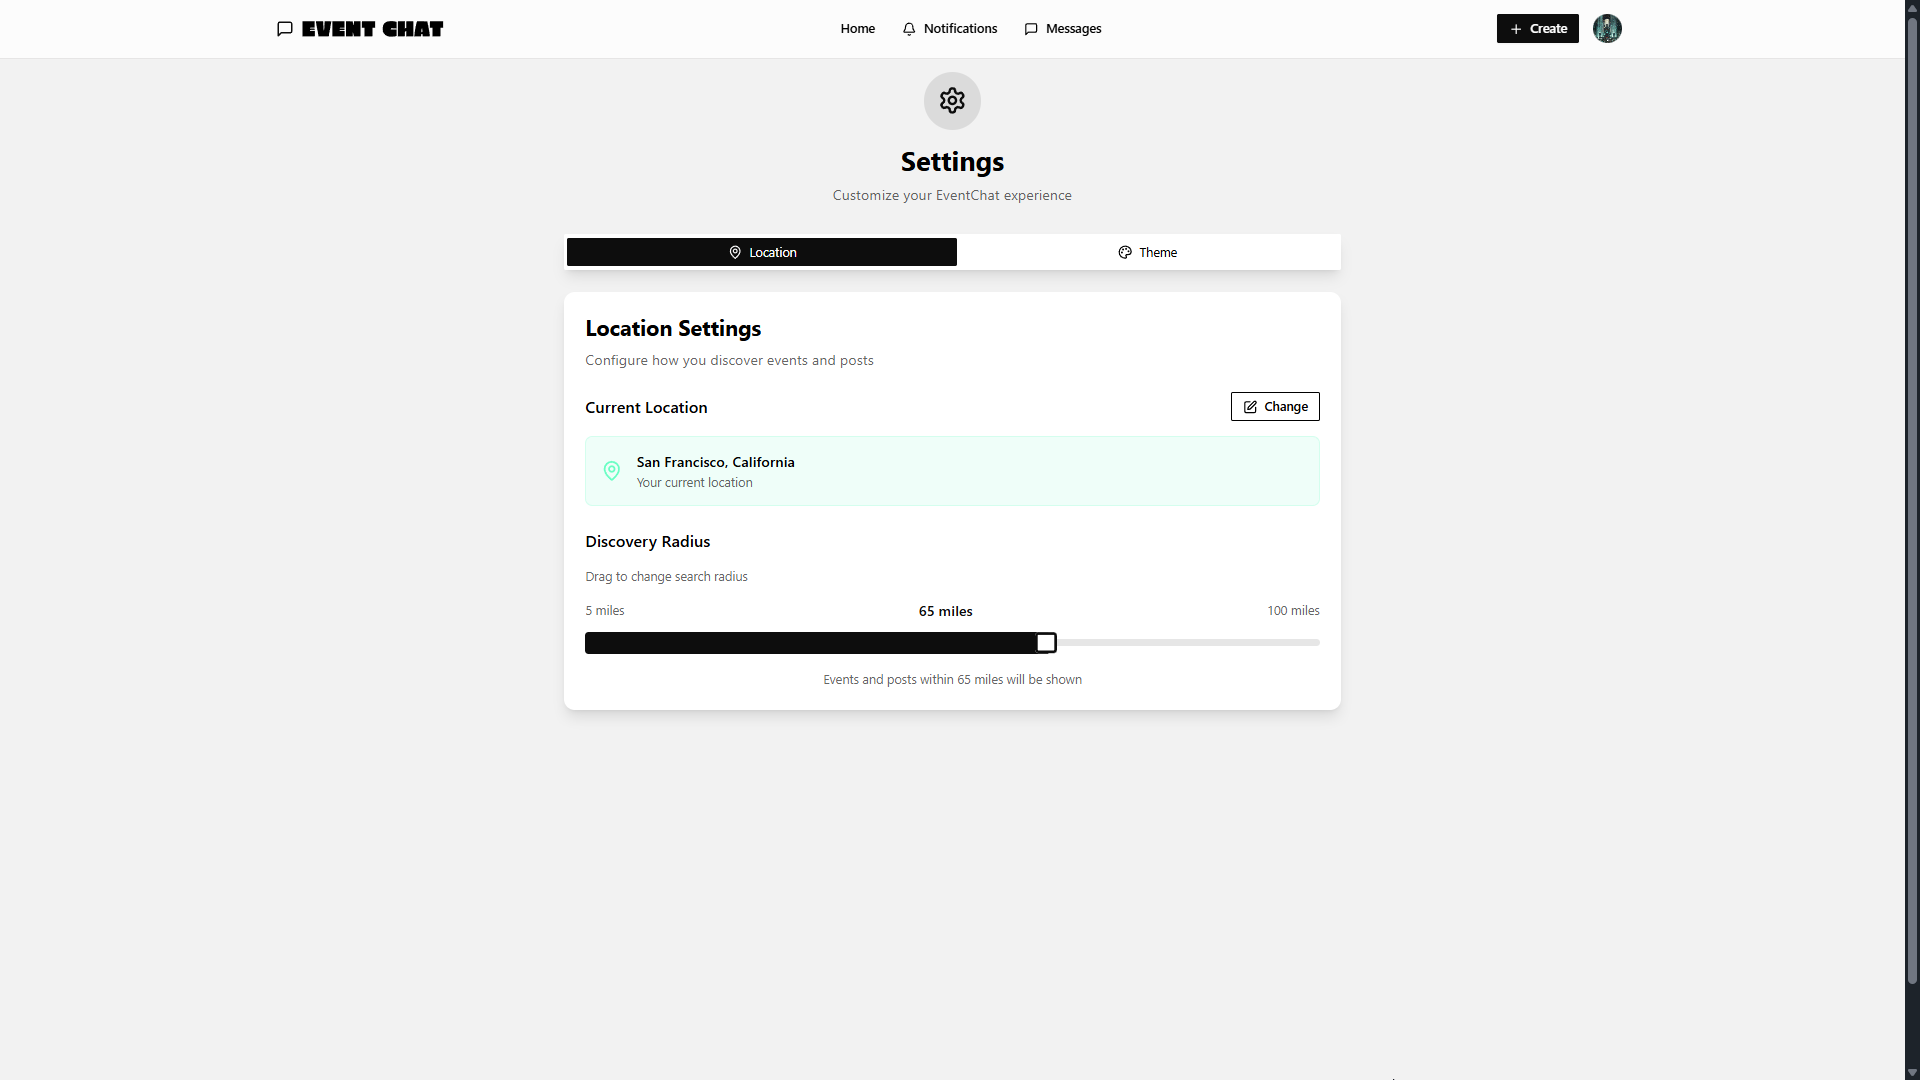 EVENT CHAT
Home
Notifications
Messages
Create
Settings
Customize your EventChat experience
Location
Theme
Location Settings
Configure how you discover events and posts
Current Location
Change
San Francisco, California
Your current location
Discovery Radius
Drag to change search radius
5 miles
65 miles
100 miles
Events and posts within 65 miles will be shown